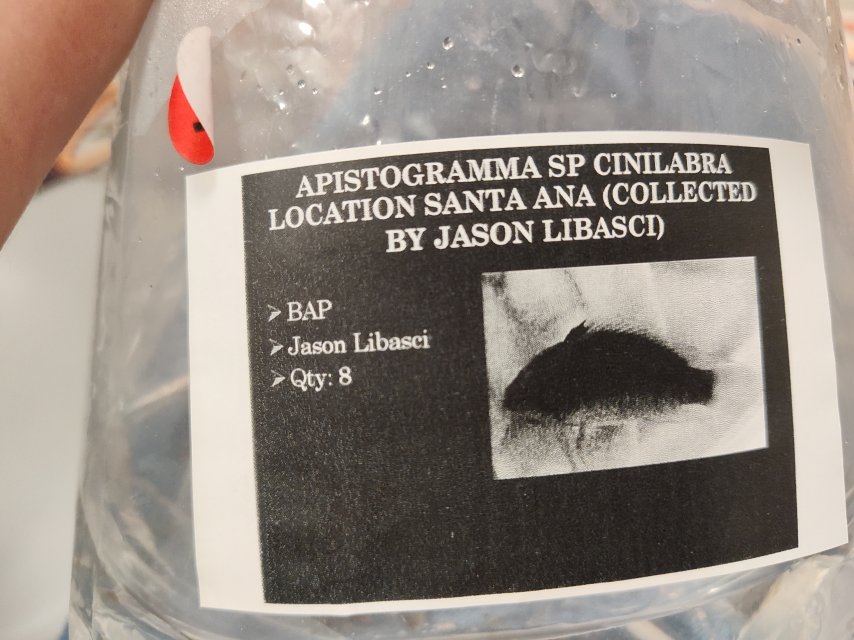 APISTOGRAMMA SP CINILABRA
LOCATION SANTA ANA (COLLECTED
BY JASON LIBASCI)
➢ BAP
➢ Jason Libasci
➢ Qty: 8